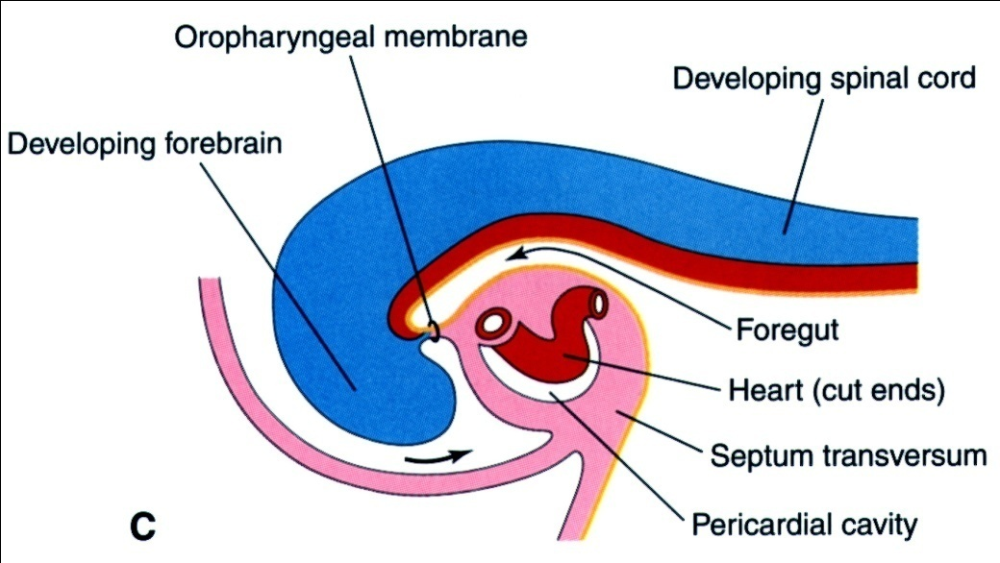 Oropharyngeal membrane
Developing spinal cord
Developing forebrain
Foregut
Heart (cut ends)
Septum transversum
Pericardial cavity
C